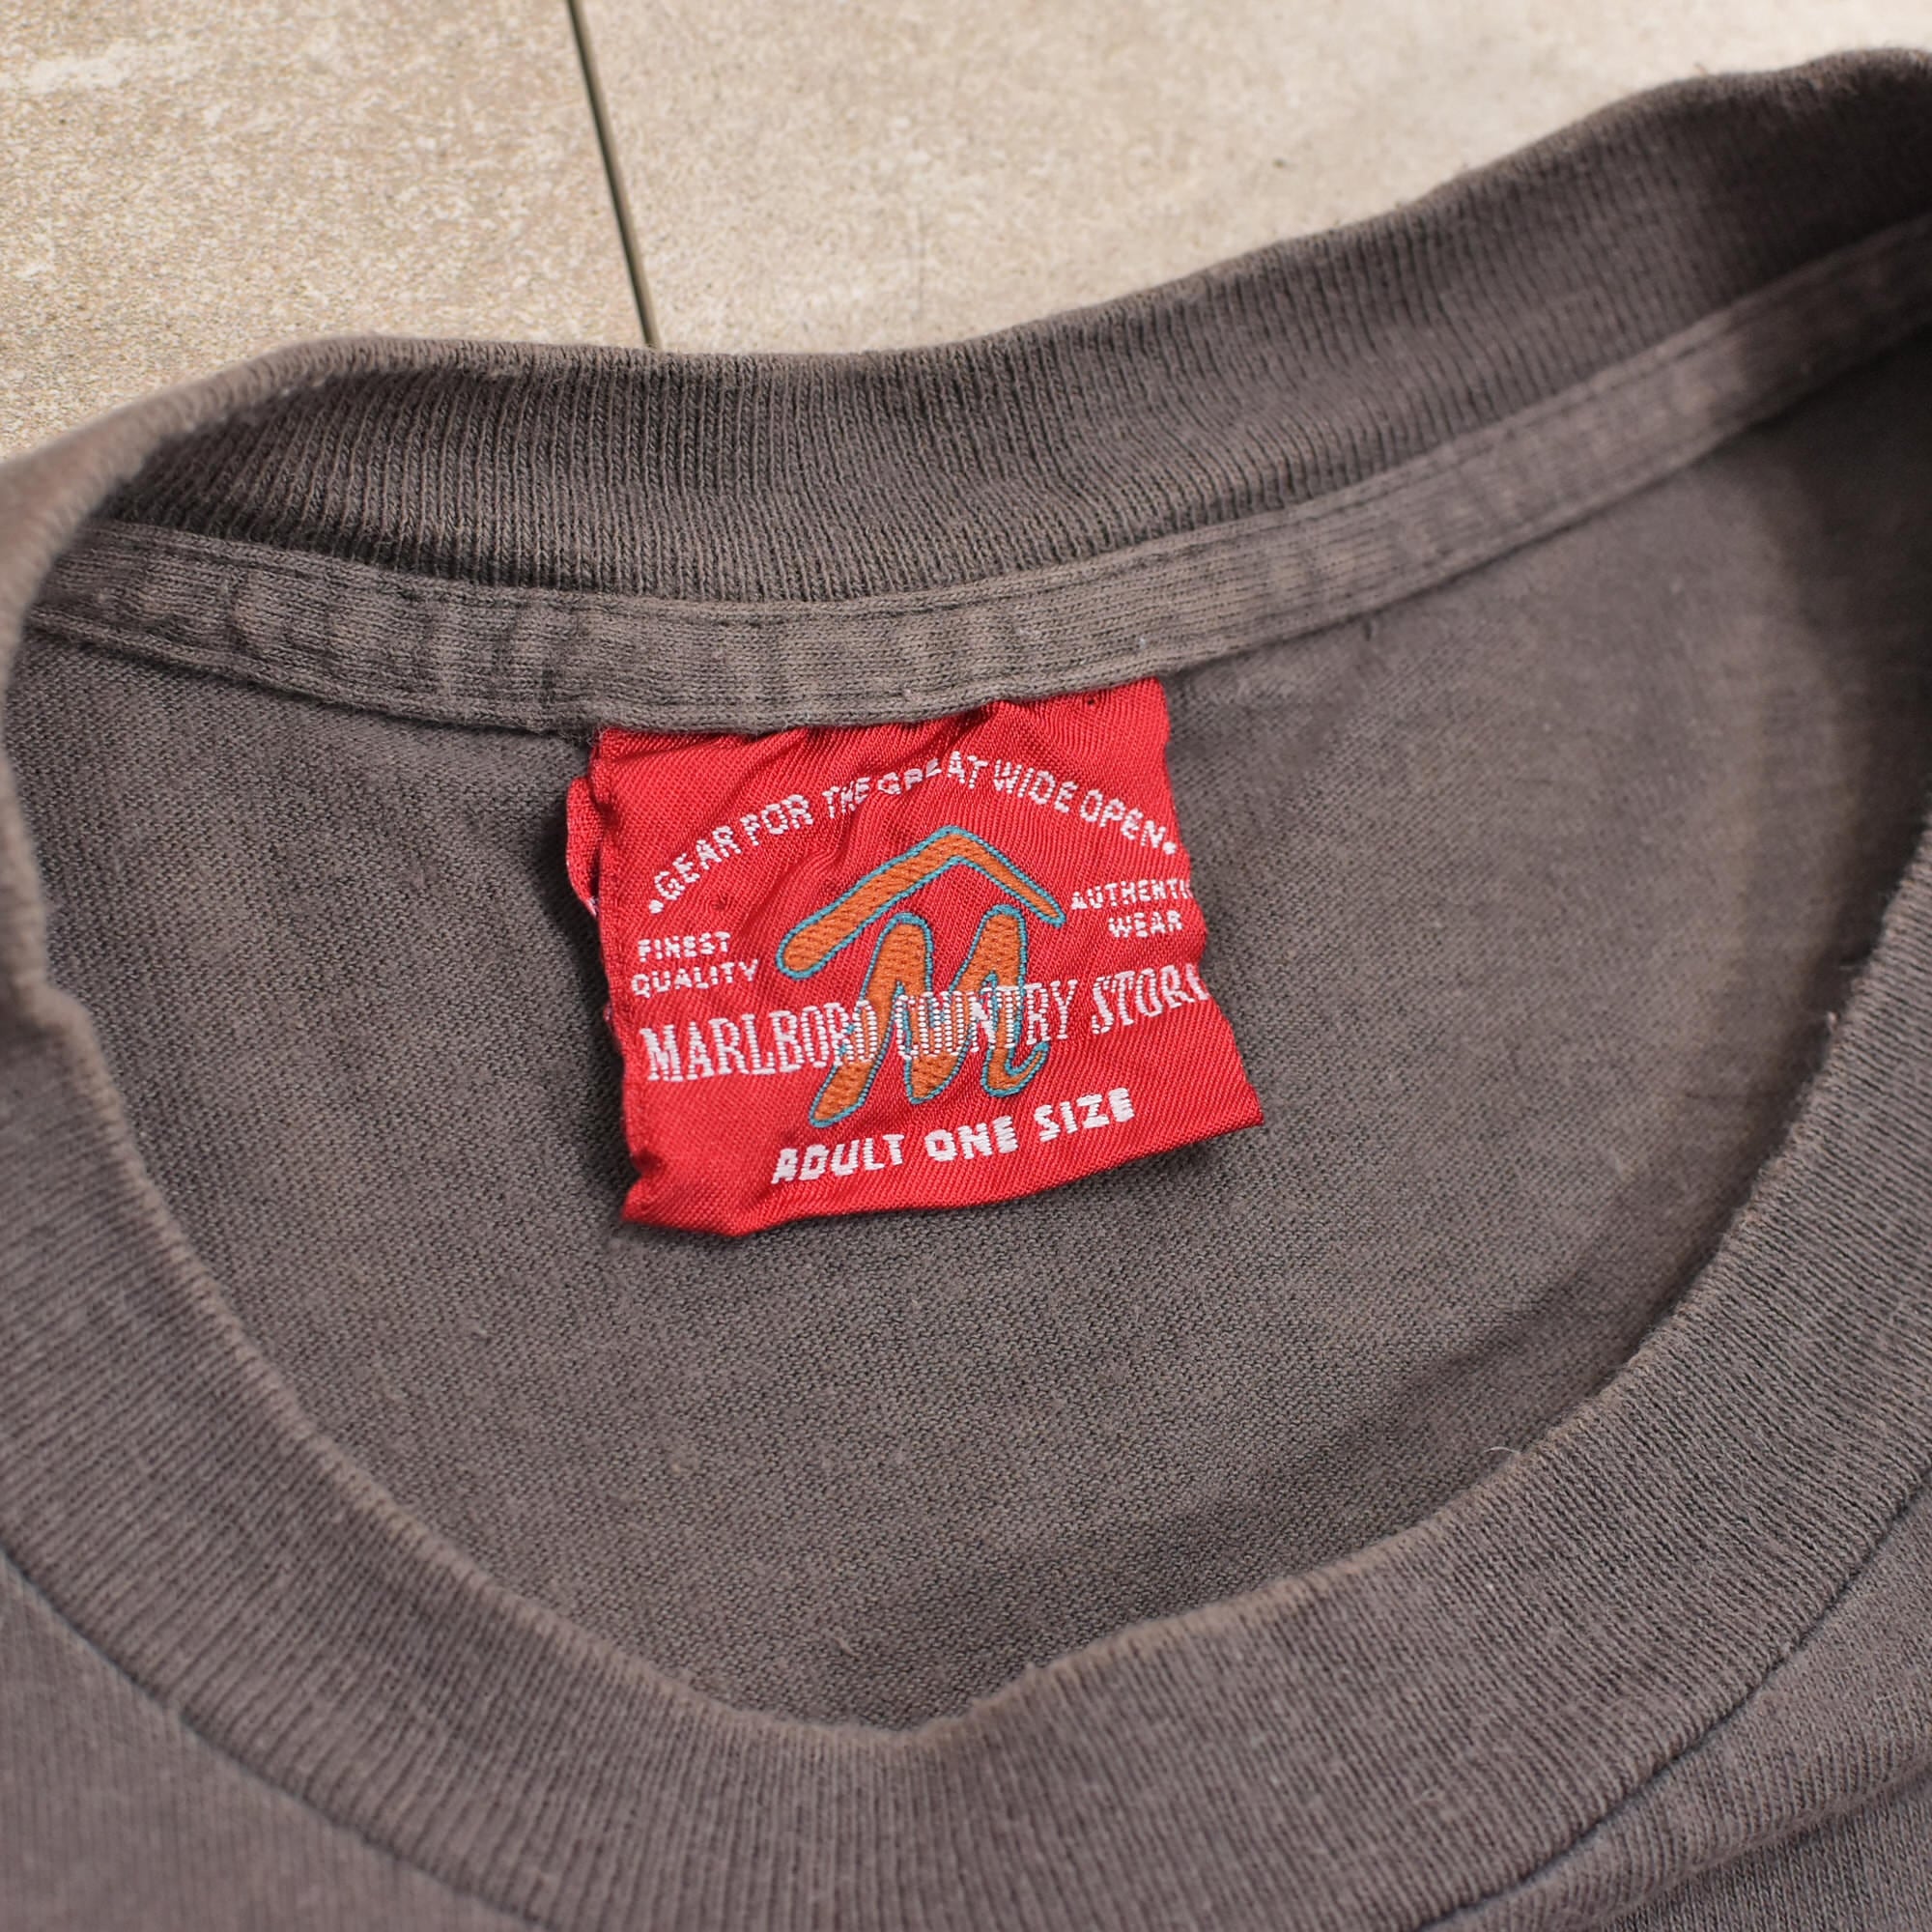 •GEAR FOR THE GREAT WIDE OPEN•
FINEST
QUALITY
AUTHENTIC
WEAR
MARLBORO COUNTRY STORE
ADULT ONE SIZE